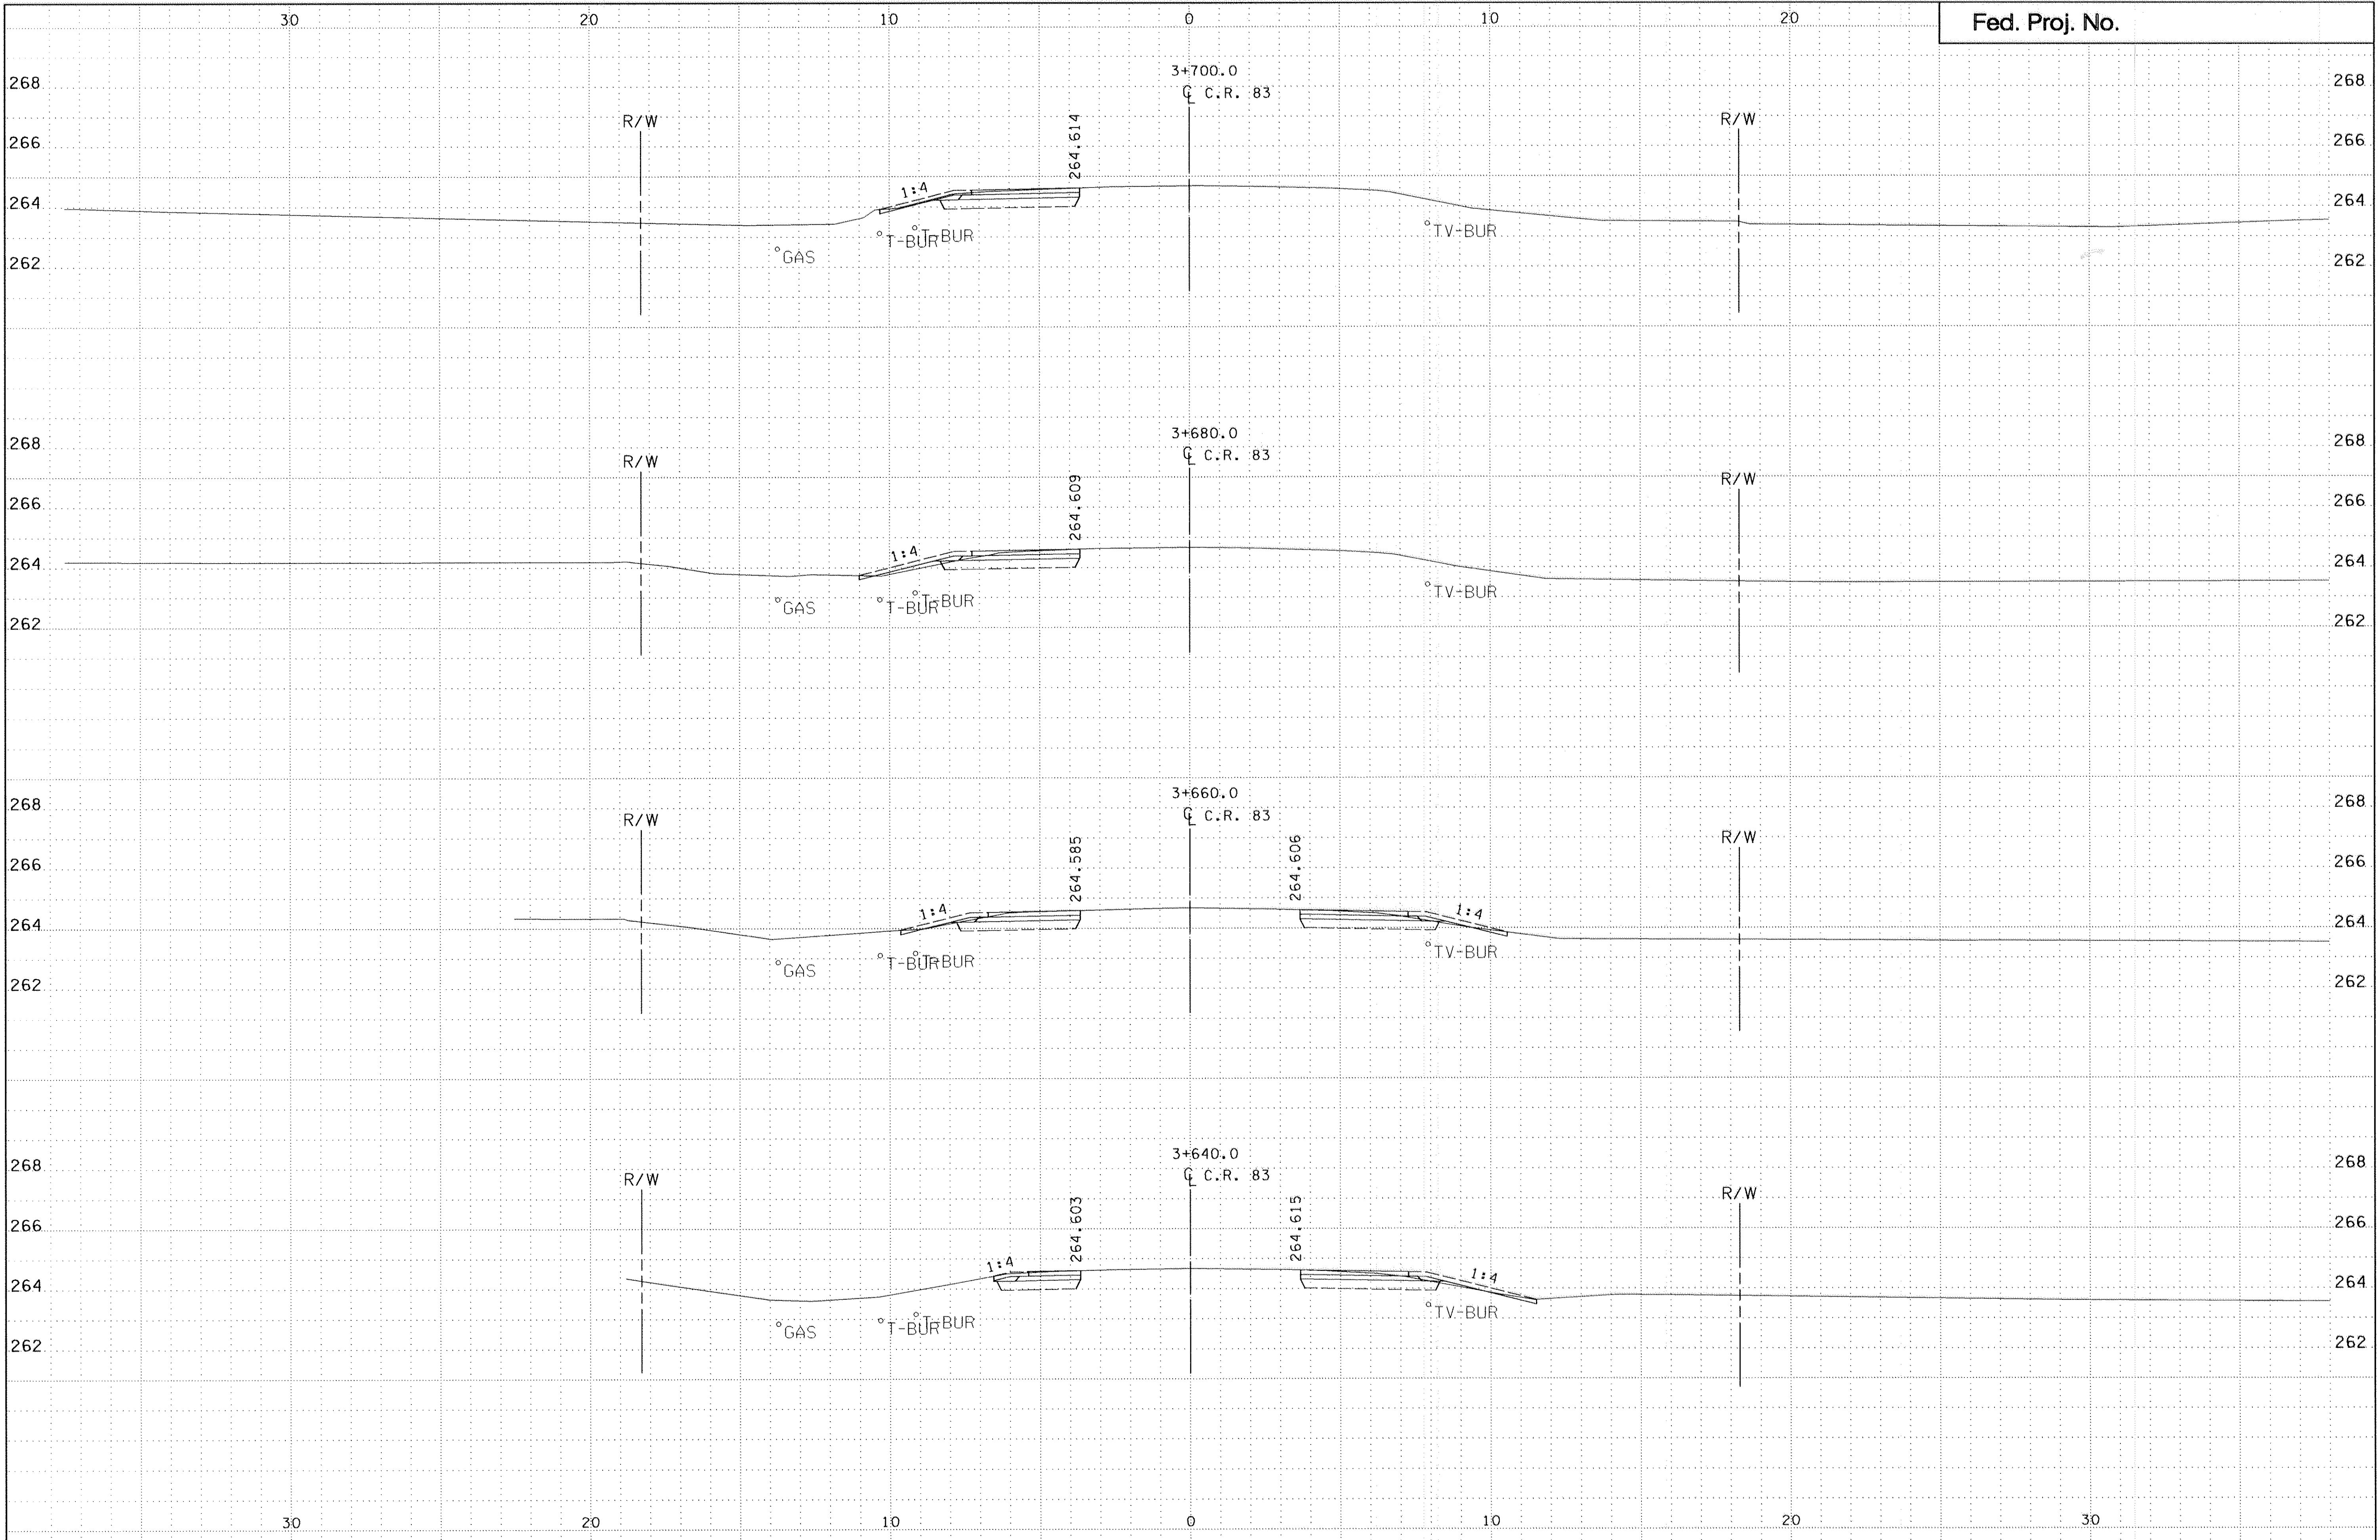 30 20 10 0 10 20
Fed. Proj. No.
3+700.0
℄ C.R. 83
268 268
R/W R/W
264.614
266 266
1:4
264 264
T-BUR T-BUR TV-BUR
GAS
262 262
3+680.0
℄ C.R. 83
268 268
R/W R/W
264.609
266 266
1:4
264 264
GAS T-BUR T-BUR TV-BUR
262 262
3+660.0
℄ C.R. 83
268 268
R/W R/W
264.585 264.606
266 266
1:4 1:4
264 264
GAS T-BUR T-BUR TV-BUR
262 262
3+640.0
℄ C.R. 83
268 268
R/W R/W
264.603 264.615
266 266
1:4 1:4
264 264
GAS T-BUR T-BUR TV-BUR
262 262
30 20 10 0 10 20 30